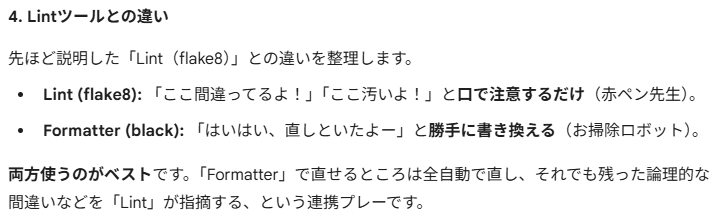 4. Lintツールとの違い
先ほど説明した「Lint（flake8）」との違いを整理します。
• Lint (flake8): 「ここ間違ってるよ！」「ここ汚いよ！」と口で注意するだけ（赤ペン先生）。
• Formatter (black): 「はいはい、直しといたよー」と勝手に書き換える（お掃除ロボット）。
両方使うのがベストです。「Formatter」で直せるところは全自動で直し、それでも残った論理的な
間違いなどを「Lint」が指摘する、という連携プレーです。